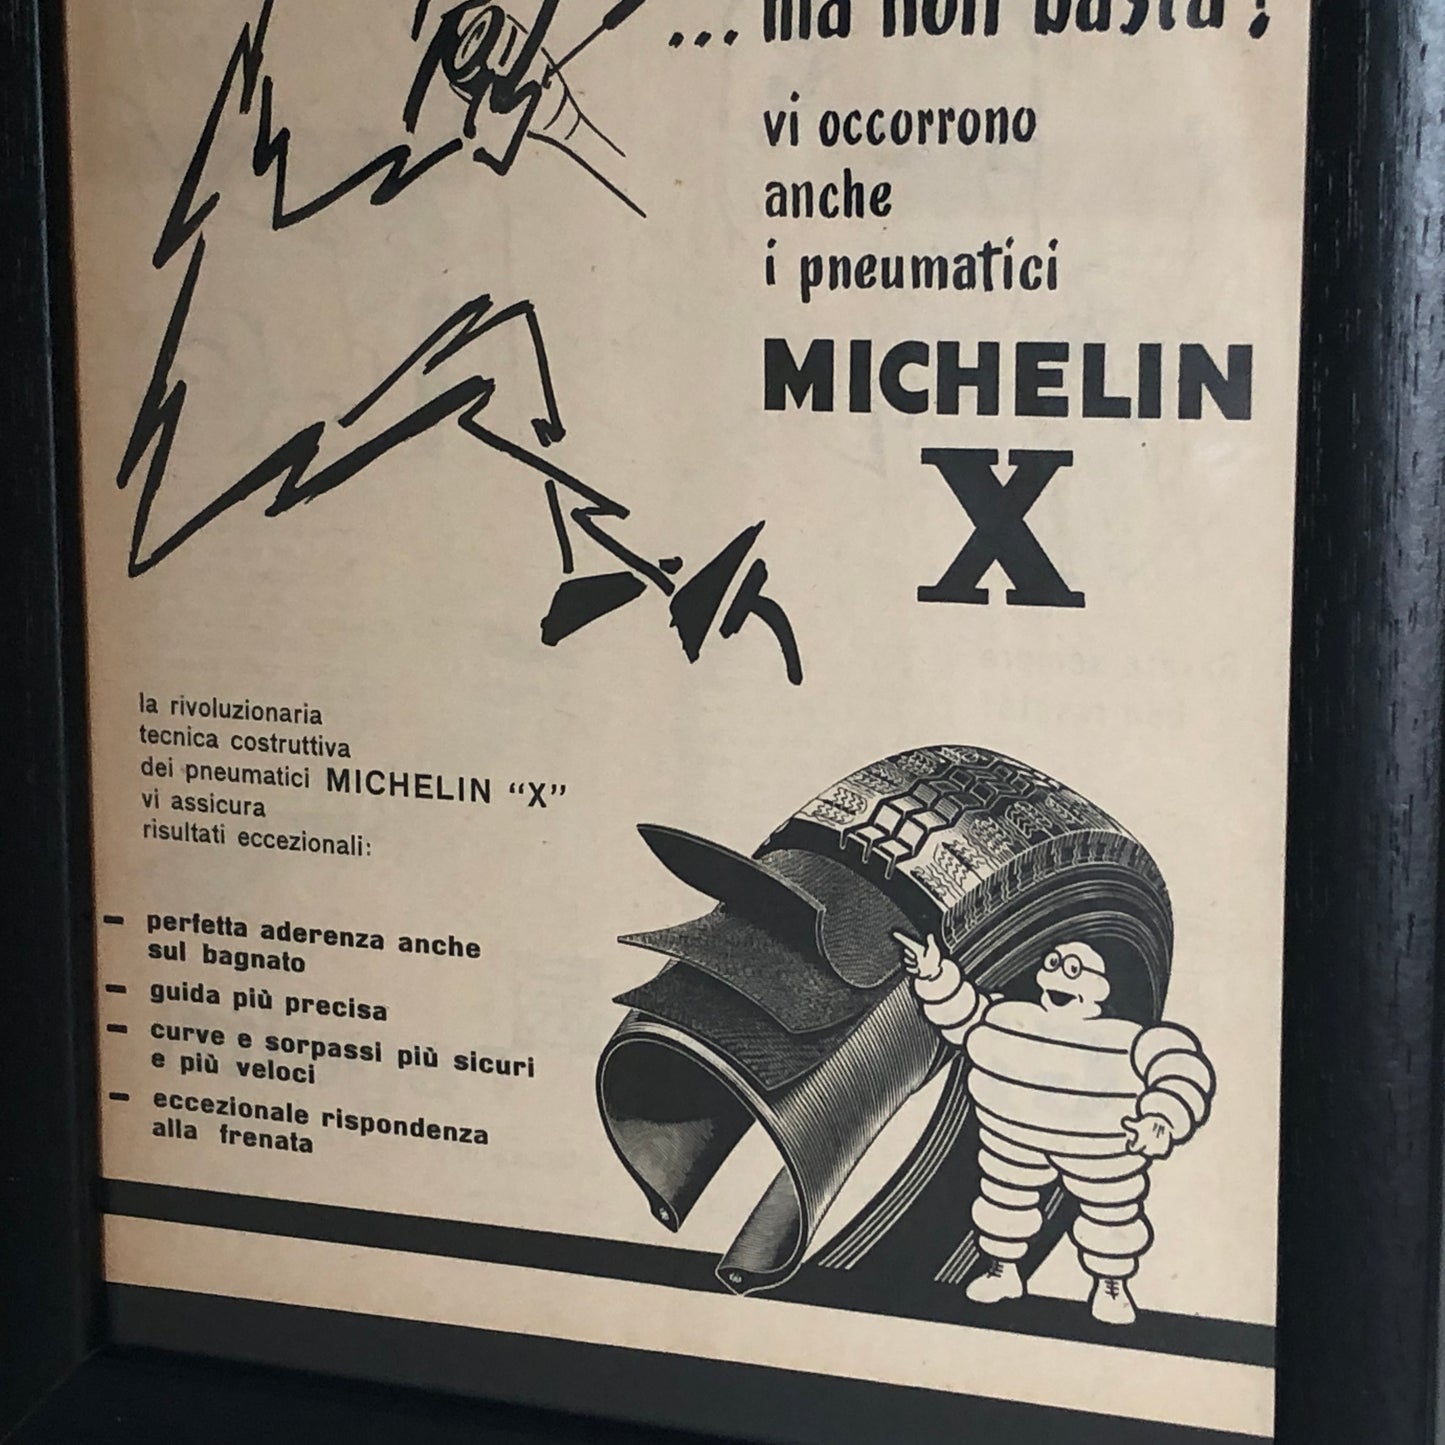 ... ma non basta!
vi occorrono
anche
i pneumatici
MICHELIN
X
la rivoluzionaria
tecnica costruttiva
dei pneumatici MICHELIN “X”
vi assicura
risultati eccezionali:
– perfetta aderenza anche
sul bagnato
– guida più precisa
– curve e sorpassi più sicuri
e più veloci
– eccezionale rispondenza
alla frenata